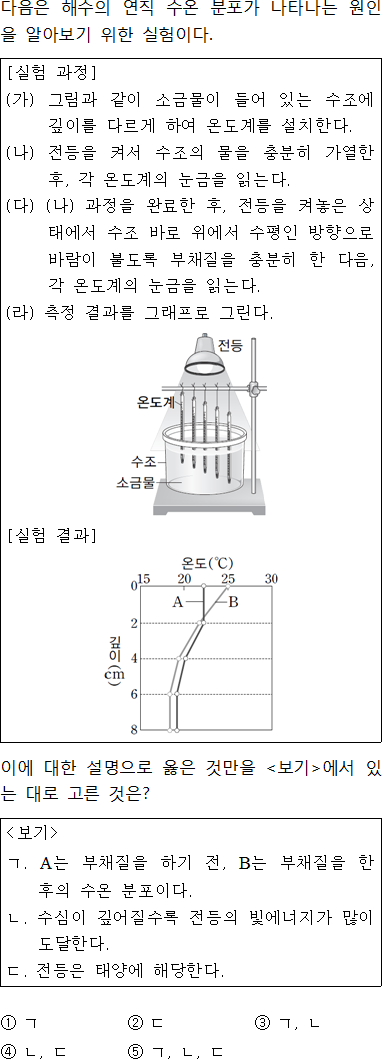 다음은 해수의 연직 수온 분포가 나타나는 원인
을 알아보기 위한 실험이다.
[실험 과정]
(가) 그림과 같이 소금물이 들어 있는 수조에
깊이를 다르게 하여 온도계를 설치한다.
(나) 전등을 켜서 수조의 물을 충분히 가열한
후, 각 온도계의 눈금을 읽는다.
(다) (나) 과정을 완료한 후, 전등을 켜놓은 상
태에서 수조 바로 위에서 수평인 방향으로
바람이 불도록 부채질을 충분히 한 다음,
각 온도계의 눈금을 읽는다.
(라) 측정 결과를 그래프로 그린다.
전등
온도계
수조
소금물
[실험 결과]
온도(℃)
15 20 25 30
0
A B
2
4
6
8
깊이(cm)
이에 대한 설명으로 옳은 것만을 <보기>에서 있
는 대로 고른 것은?
<보기>
ㄱ. A는 부채질을 하기 전, B는 부채질을 한
후의 수온 분포이다.
ㄴ. 수심이 깊어질수록 전등의 빛에너지가 많이
도달한다.
ㄷ. 전등은 태양에 해당한다.
① ㄱ ② ㄷ ③ ㄱ, ㄴ
④ ㄴ, ㄷ ⑤ ㄱ, ㄴ, ㄷ